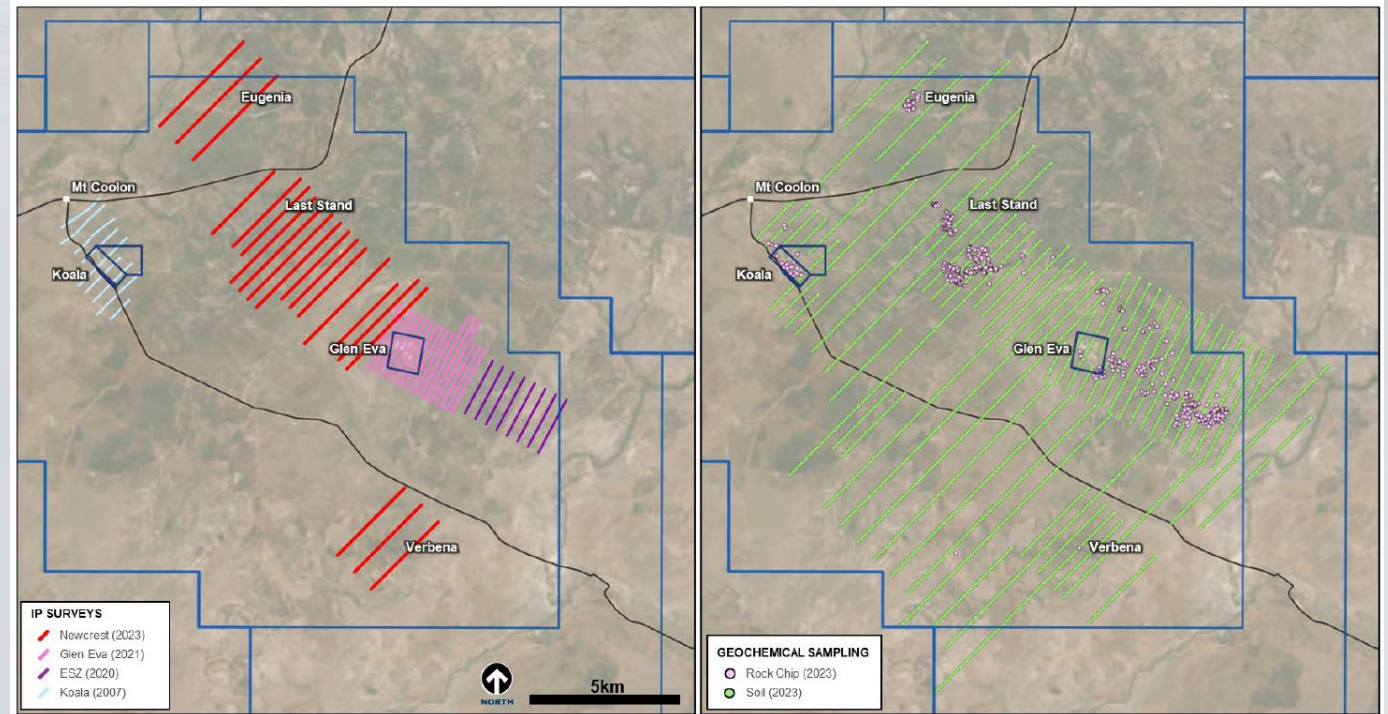 Eugenia
Mt Coolon
Last Stand
Koala
Glen Eva
Verbena
IP SURVEYS
Newcrest (2023)
Glen Eva (2021)
ESZ (2020)
Koala (2007)
NORTH
5km
Eugenia
Mt Coolon
Last Stand
Koala
Glen Eva
Verbena
GEOCHEMICAL SAMPLING
Rock Chip (2023)
Soil (2023)